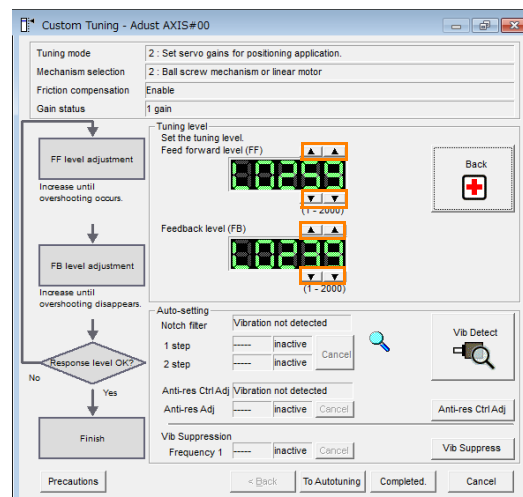 Custom Tuning - Adust AXIS#00
Tuning mode
2 : Set servo gains for positioning application.
Mechanism selection
2 : Ball screw mechanism or linear motor
Friction compensation
Enable
Gain status
1 gain
FF level adjustment
Increase until
overshooting occurs.
FB level adjustment
Increase until
overshooting disappears.
Response level OK?
No
Yes
Finish
Tuning level
Set the tuning level.
Feed forward level (FF)
L0259
(1 - 2000)
Feedback level (FB)
L0239
(1 - 2000)
Back
Auto-setting
Notch filter
Vibration not detected
1 step
-----
inactive
Cancel
2 step
-----
inactive
Vib Detect
Anti-res Ctrl Adj
Vibration not detected
Anti-res Adj
-----
inactive
Cancel
Anti-res Ctrl Adj
Vib Suppression
Frequency 1
-----
inactive
Cancel
Vib Suppress
Precautions
< Back
To Autotuning
Completed.
Cancel